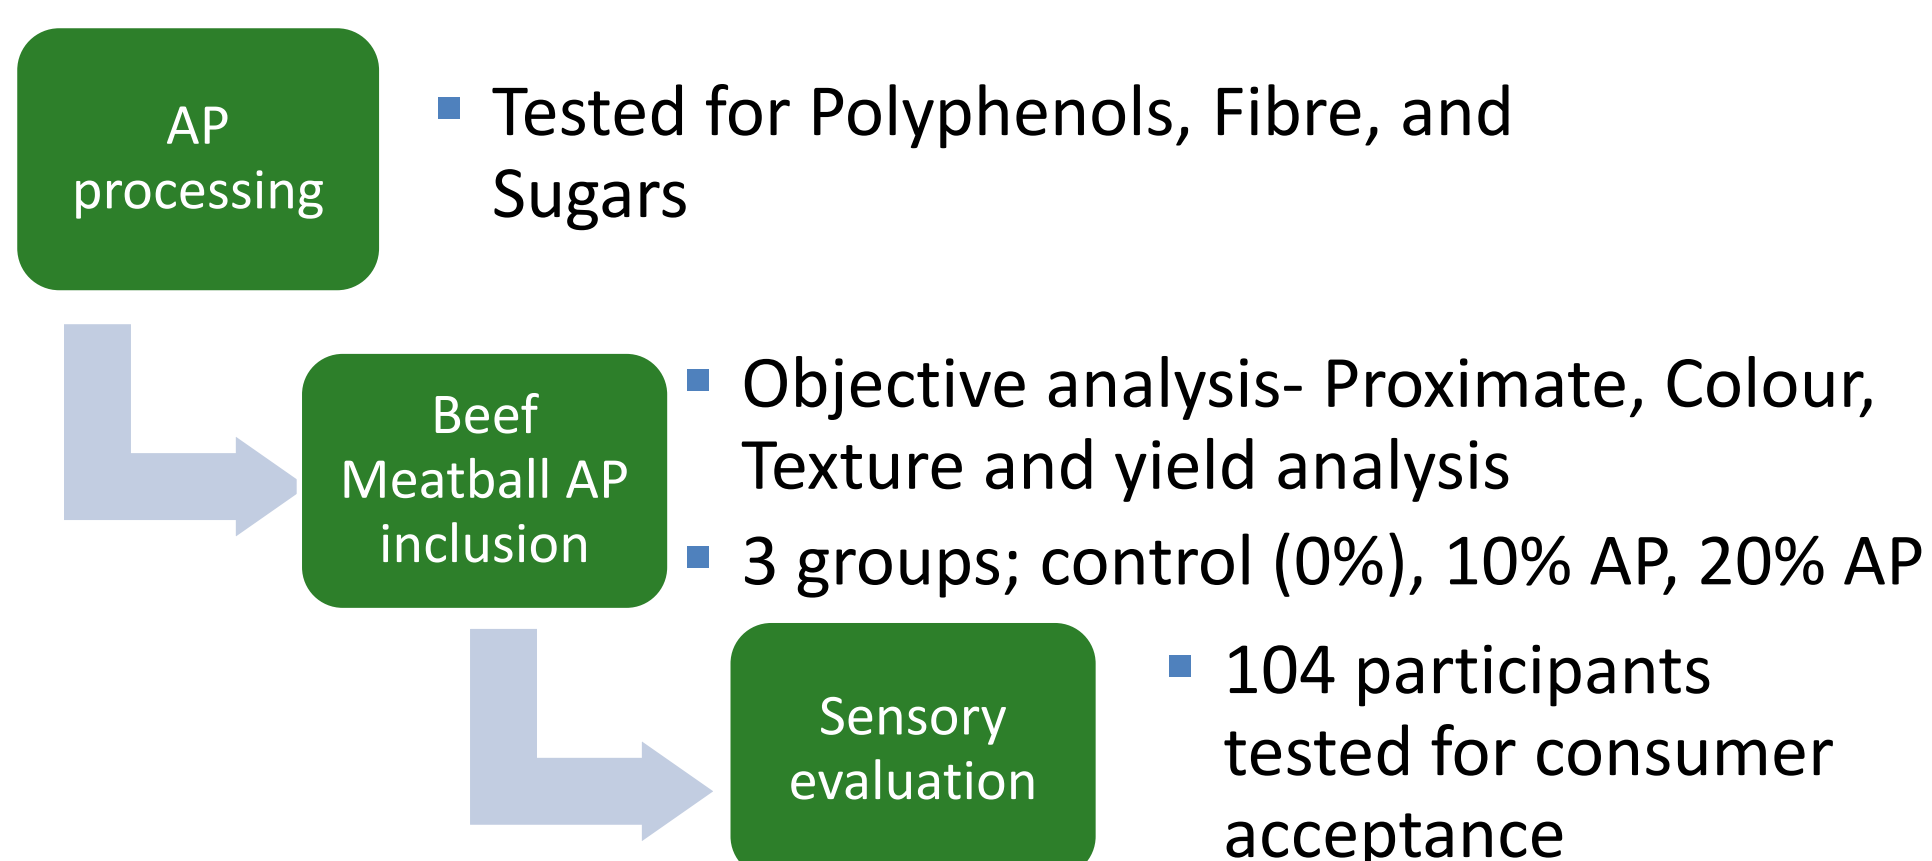 AP
processing
Tested for Polyphenols, Fibre, and
Sugars
Beef
Meatball AP
inclusion
Objective analysis- Proximate, Colour,
Texture and yield analysis
3 groups; control (0%), 10% AP, 20% AP
Sensory
evaluation
104 participants
tested for consumer
acceptance